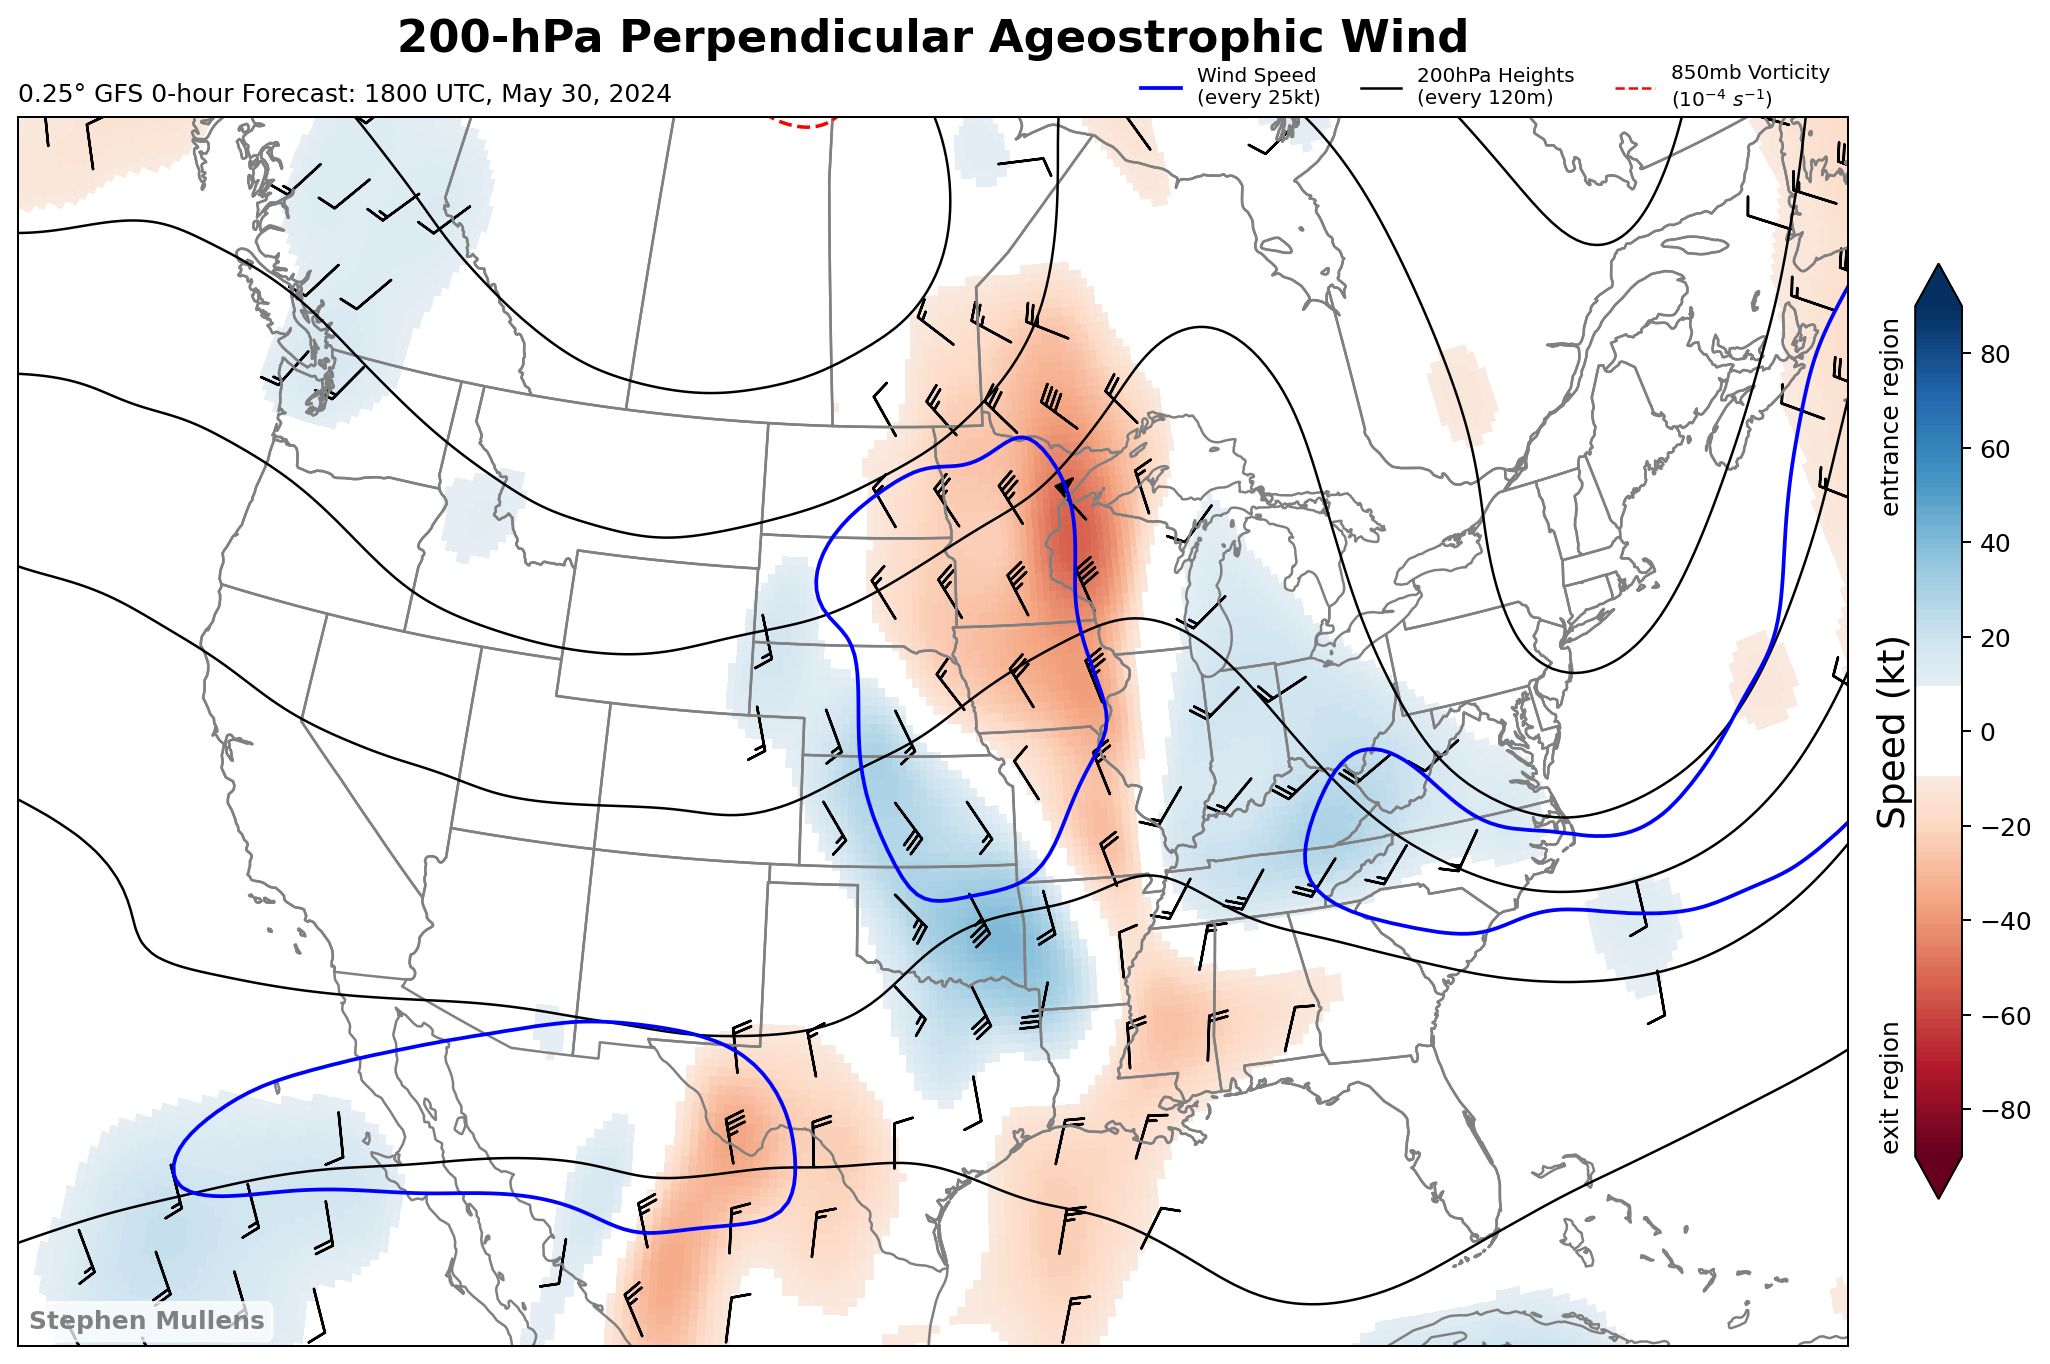 200-hPa Perpendicular Ageostrophic Wind
0.25° GFS 0-hour Forecast: 1800 UTC, May 30, 2024
Wind Speed
(every 25kt)
200hPa Heights
(every 120m)
850mb Vorticity
(10⁻⁴ s⁻¹)
entrance region
Speed (kt)
exit region
80
60
40
20
0
−20
−40
−60
−80
Stephen Mullens